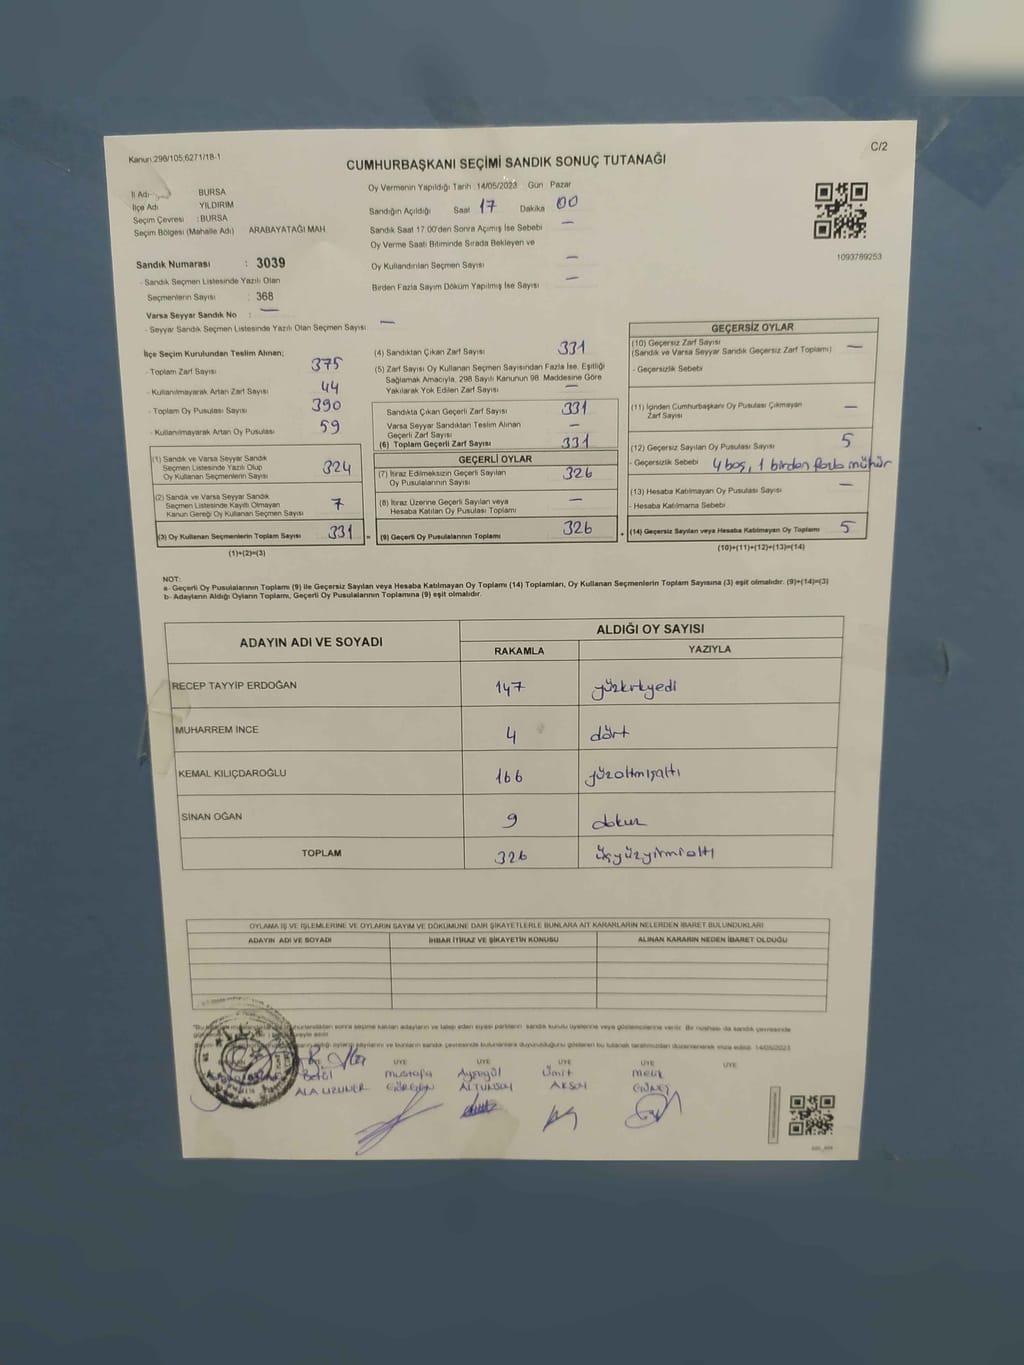 Kanun:298/105;6271/18-1
C/2
CUMHURBAŞKANI SEÇİMİ SANDIK SONUÇ TUTANAĞI
İl Adı : BURSA
İlçe Adı YILDIRIM
Seçim Çevresi : BURSA
Seçim Bölgesi (Mahalle Adı) ARABAYATAĞI MAH.
Oy Vermenin Yapıldığı Tarih :14/05/2023 Gün Pazar
Sandığın Açıldığı Saat 17 Dakika 00
Sandık Saat 17.00'den Sonra Açılmış İse Sebebi —
Oy Verme Saati Bitiminde Sırada Bekleyen ve
Oy Kullandırılan Seçmen Sayısı —
Birden Fazla Sayım Döküm Yapılmış İse Sayısı —
1093789253
Sandık Numarası : 3039
- Sandık Seçmen Listesinde Yazılı Olan
Seçmenlerin Sayısı : 368
Varsa Seyyar Sandık No : —
- Seyyar Sandık Seçmen Listesinde Yazılı Olan Seçmen Sayısı: —
İlçe Seçim Kurulundan Teslim Alınan;
- Toplam Zarf Sayısı 375
- Kullanılmayarak Artan Zarf Sayısı 44
- Toplam Oy Pusulası Sayısı 390
- Kullanılmayarak Artan Oy Pusulası 59
(1) Sandık ve Varsa Seyyar Sandık
Seçmen Listesinde Yazılı Olup
Oy Kullanan Seçmenlerin Sayısı 324
(2) Sandık ve Varsa Seyyar Sandık
Seçmen Listesinde Kayıtlı Olmayan
Kanun Gereği Oy Kullanan Seçmen Sayısı 7
(3) Oy Kullanan Seçmenlerin Toplam Sayısı 331
(1)+(2)=(3)
(4) Sandıktan Çıkan Zarf Sayısı 331
(5) Zarf Sayısı Oy Kullanan Seçmen Sayısından Fazla İse, Eşitliği
Sağlamak Amacıyla, 298 Sayılı Kanunun 98. Maddesine Göre
Yakılarak Yok Edilen Zarf Sayısı —
Sandıkta Çıkan Geçerli Zarf Sayısı 331
Varsa Seyyar Sandıktan Teslim Alınan
Geçerli Zarf Sayısı —
(6) Toplam Geçerli Zarf Sayısı 331
GEÇERLİ OYLAR
(7) İtiraz Edilmeksizin Geçerli Sayılan
Oy Pusulalarının Sayısı 326
(8) İtiraz Üzerine Geçerli Sayılan veya
Hesaba Katılan Oy Pusulası Toplamı —
= (9) Geçerli Oy Pusulalarının Toplamı 326
GEÇERSİZ OYLAR
(10) Geçersiz Zarf Sayısı
(Sandık ve Varsa Seyyar Sandık Geçersiz Zarf Toplamı) —
- Geçersizlik Sebebi
(11) İçinden Cumhurbaşkanı Oy Pusulası Çıkmayan
Zarf Sayısı —
(12) Geçersiz Sayılan Oy Pusulası Sayısı 5
- Geçersizlik Sebebi 4 boş, 1 birden fazla mühür
(13) Hesaba Katılmayan Oy Pusulası Sayısı —
- Hesaba Katılmama Sebebi
+ (14) Geçersiz Sayılan veya Hesaba Katılmayan Oy Toplamı 5
(10)+(11)+(12)+(13)=(14)
NOT:
a- Geçerli Oy Pusulalarının Toplamı (9) ile Geçersiz Sayılan veya Hesaba Katılmayan Oy Toplamı (14) Toplamları, Oy Kullanan Seçmenlerin Toplam Sayısına (3) eşit olmalıdır. (9)+(14)=(3)
b- Adayların Aldığı Oyların Toplamı, Geçerli Oy Pusulalarının Toplamına (9) eşit olmalıdır.
ADAYIN ADI VE SOYADI
ALDIĞI OY SAYISI
RAKAMLA YAZIYLA
RECEP TAYYİP ERDOĞAN 147 yüzkırkyedi
MUHARREM İNCE 4 dört
KEMAL KILIÇDAROĞLU 166 yüzaltmışaltı
SİNAN OĞAN 9 dokuz
TOPLAM 326 üçyüzyirmialtı
OYLAMA İŞ VE İŞLEMLERİNE VE OYLARIN SAYIM VE DÖKÜMÜNE DAİR ŞİKAYETLERLE BUNLARA AİT KARARLARIN NELERDEN İBARET BULUNDUKLARI
ADAYIN ADI VE SOYADI İHBAR İTİRAZ VE ŞİKAYETİN KONUSU ALINAN KARARIN NEDEN İBARET OLDUĞU
sonra seçime katılan adayların ve talep eden siyasi partilerin sandık kurulu üyelerine veya gözlemcilerine verilir. Bir nüshası da sandık çevresinde
14/05/2023
ÜYE ÜYE ÜYE ÜYE ÜYE
Betül Mustafa Ayşegül Ümit Melik
ALTUNSOY AKSOY